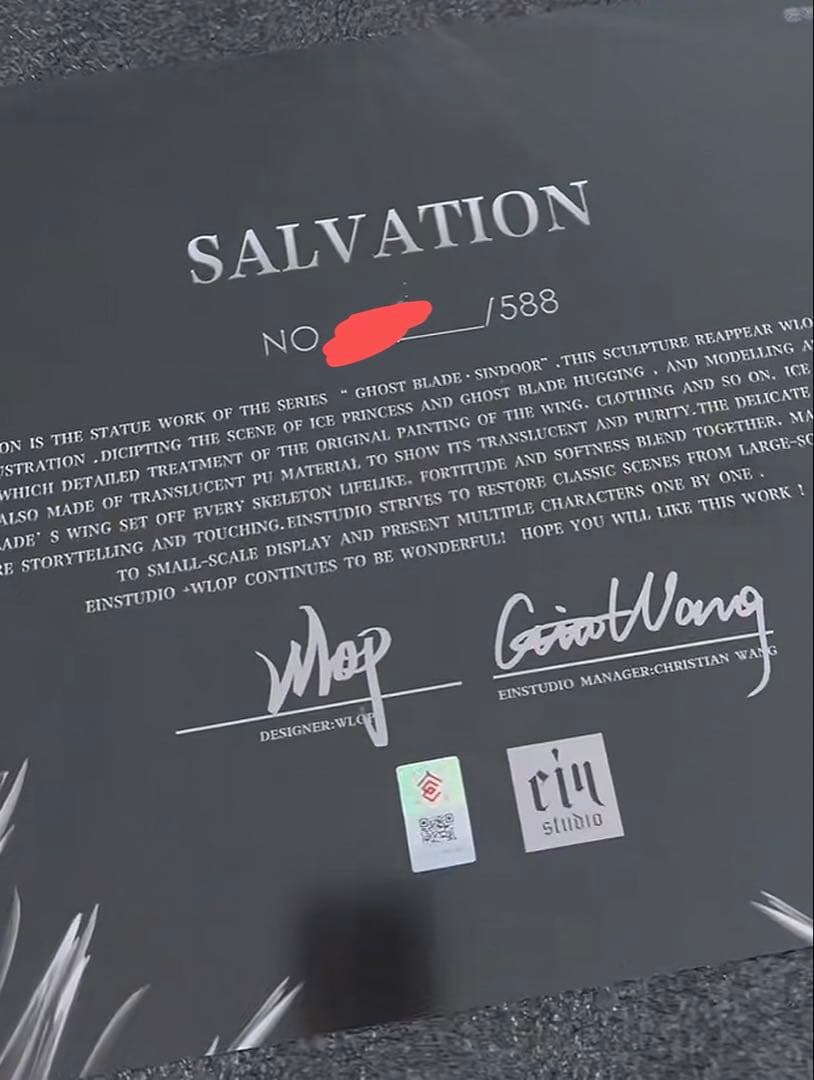 SALVATION
NO /588
ON IS THE STATUE WORK OF THE SERIES " GHOST BLADE · SINDOOR" .THIS SCULPTURE REAPPEAR WLO
USTRATION .DICIPTING THE SCENE OF ICE PRINCESS AND GHOST BLADE HUGGING , AND MODELLING A
WHICH DETAILED TREATMENT OF THE ORIGINAL PAINTING OF THE WING. CLOTHING AND SO ON. ICE
ALSO MADE OF TRANSLUCENT PU MATERIAL TO SHOW ITS TRANSLUCENT AND PURITY.THE DELICATE
LADE' S WING SET OFF EVERY SKELETON LIFELIKE. FORTITUDE AND SOFTNESS BLEND TOGETHER. MA
RE STORYTELLING AND TOUCHING.EINSTUDIO STRIVES TO RESTORE CLASSIC SCENES FROM LARGE-SC
TO SMALL-SCALE DISPLAY AND PRESENT MULTIPLE CHARACTERS ONE BY ONE .
EINSTUDIO +WLOP CONTINUES TO BE WONDERFUL! HOPE YOU WILL LIKE THIS WORK !
wlop
Wang
DESIGNER:WLOP
EINSTUDIO MANAGER:CHRISTIAN WANG
ein
studio